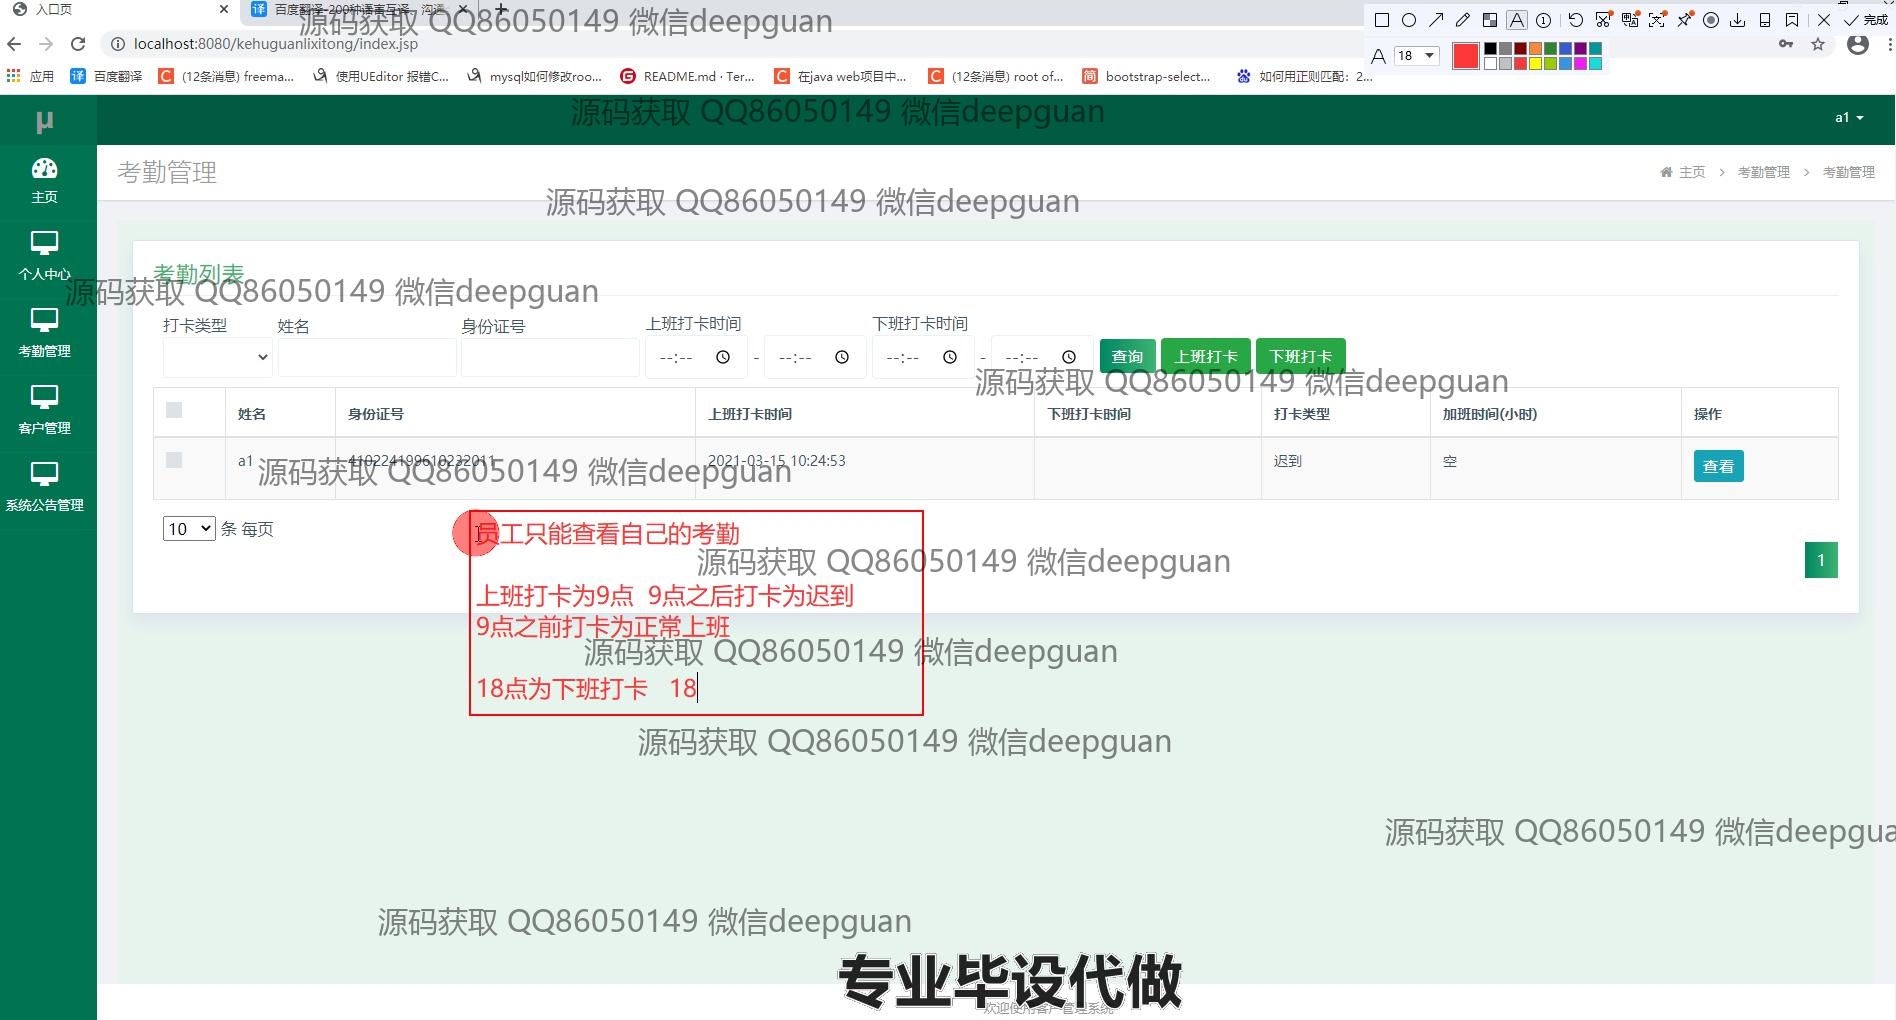 入口页
百度翻译-200种语言互译、沟通
源码获取 QQ86050149 微信deepguan
完成
localhost:8080/kehuguanlixitong/index.jsp
18
应用
百度翻译
(12条消息) freema...
使用UEditor 报错C...
mysql如何修改roo...
README.md · Ter...
在java web项目中...
(12条消息) root of...
bootstrap-select...
如何用正则匹配：2...
源码获取 QQ86050149 微信deepguan
μ
a1
主页
考勤管理
主页 > 考勤管理 > 考勤管理
源码获取 QQ86050149 微信deepguan
个人中心
考勤列表
源码获取 QQ86050149 微信deepguan
打卡类型
姓名
身份证号
上班打卡时间
下班打卡时间
考勤管理
--:-- - --:--
--:-- - --:--
查询
上班打卡
下班打卡
源码获取 QQ86050149 微信deepguan
姓名
身份证号
上班打卡时间
下班打卡时间
打卡类型
加班时间(小时)
操作
客户管理
a1
410224199610232011
2021-03-15 10:24:53
迟到
空
查看
源码获取 QQ86050149 微信deepguan
系统公告管理
10 条 每页
员工只能查看自己的考勤
源码获取 QQ86050149 微信deepguan
1
上班打卡为9点 9点之后打卡为迟到
9点之前打卡为正常上班
源码获取 QQ86050149 微信deepguan
18点为下班打卡 18
源码获取 QQ86050149 微信deepguan
源码获取 QQ86050149 微信deepgua
源码获取 QQ86050149 微信deepguan
专业毕设代做
欢迎使用客户管理系统